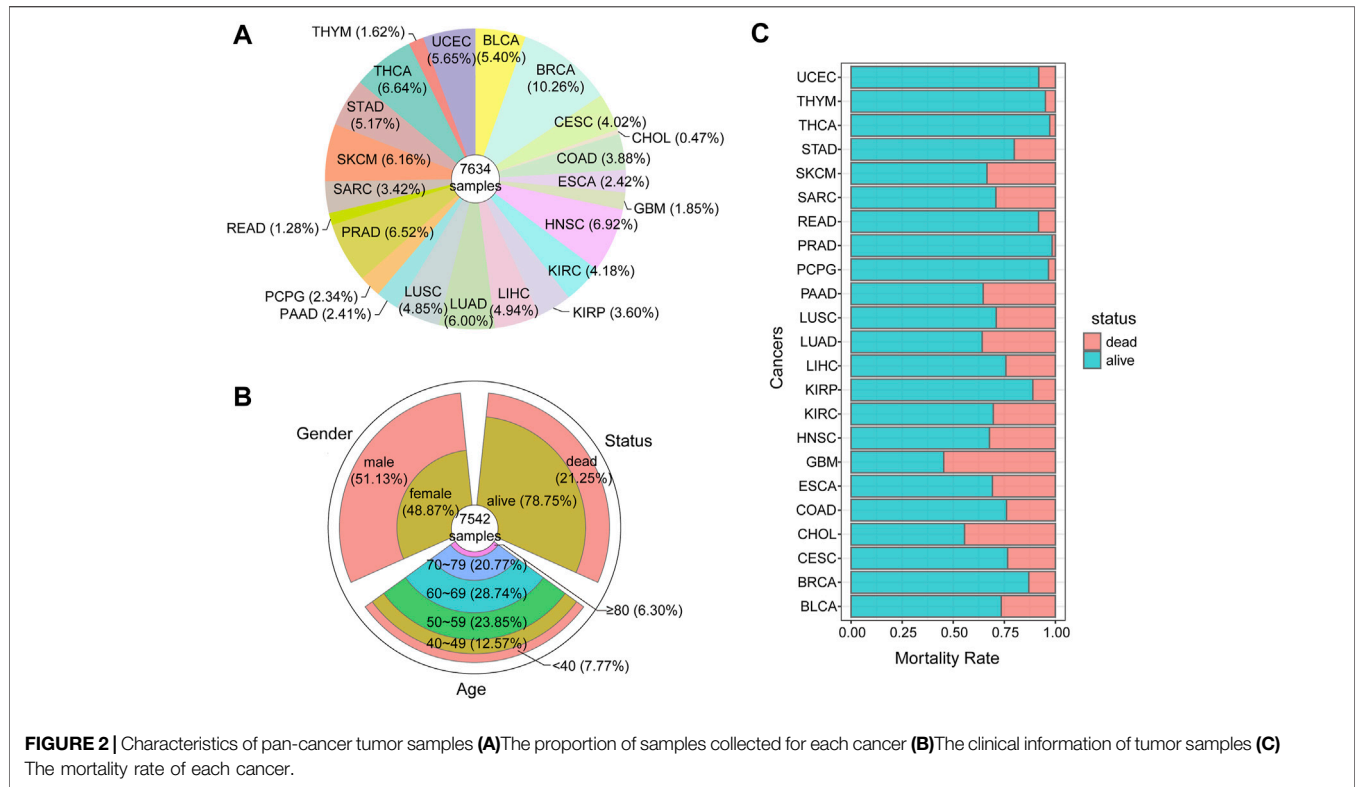 A
THYM (1.62%)
UCEC
(5.65%)
BLCA
(5.40%)
BRCA
(10.26%)
CESC (4.02%)
CHOL (0.47%)
COAD (3.88%)
ESCA (2.42%)
GBM (1.85%)
HNSC (6.92%)
KIRC (4.18%)
KIRP (3.60%)
LIHC
(4.94%)
LUAD
(6.00%)
LUSC
(4.85%)
PAAD (2.41%)
PCPG (2.34%)
PRAD (6.52%)
READ (1.28%)
SARC (3.42%)
SKCM (6.16%)
STAD
(5.17%)
THCA
(6.64%)
7634
samples
B
Gender
Status
male
(51.13%)
female
(48.87%)
dead
(21.25%)
alive (78.75%)
7542
samples
70~79 (20.77%)
60~69 (28.74%)
50~59 (23.85%)
40~49 (12.57%)
≥80 (6.30%)
<40 (7.77%)
Age
C
Cancers
UCEC
THYM
THCA
STAD
SKCM
SARC
READ
PRAD
PCPG
PAAD
LUSC
LUAD
LIHC
KIRP
KIRC
HNSC
GBM
ESCA
COAD
CHOL
CESC
BRCA
BLCA
0.00 0.25 0.50 0.75 1.00
Mortality Rate
status
dead
alive
FIGURE 2 | Characteristics of pan-cancer tumor samples (A)The proportion of samples collected for each cancer (B)The clinical information of tumor samples (C)
The mortality rate of each cancer.